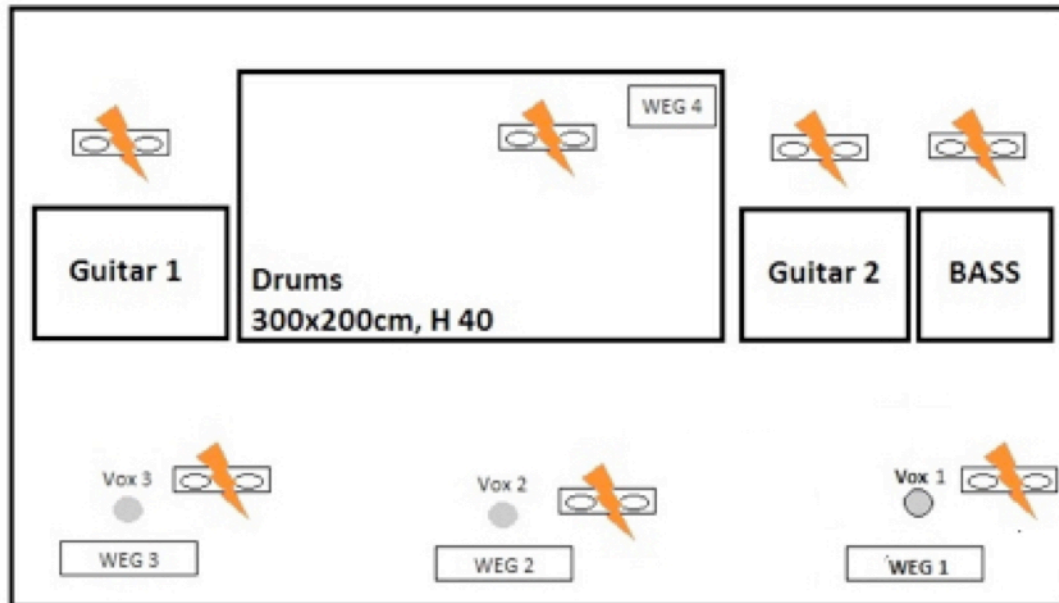 WEG 4
Guitar 1
Drums
300x200cm, H 40
Guitar 2
BASS
Vox 3
Vox 2
Vox 1
WEG 3
WEG 2
WEG 1